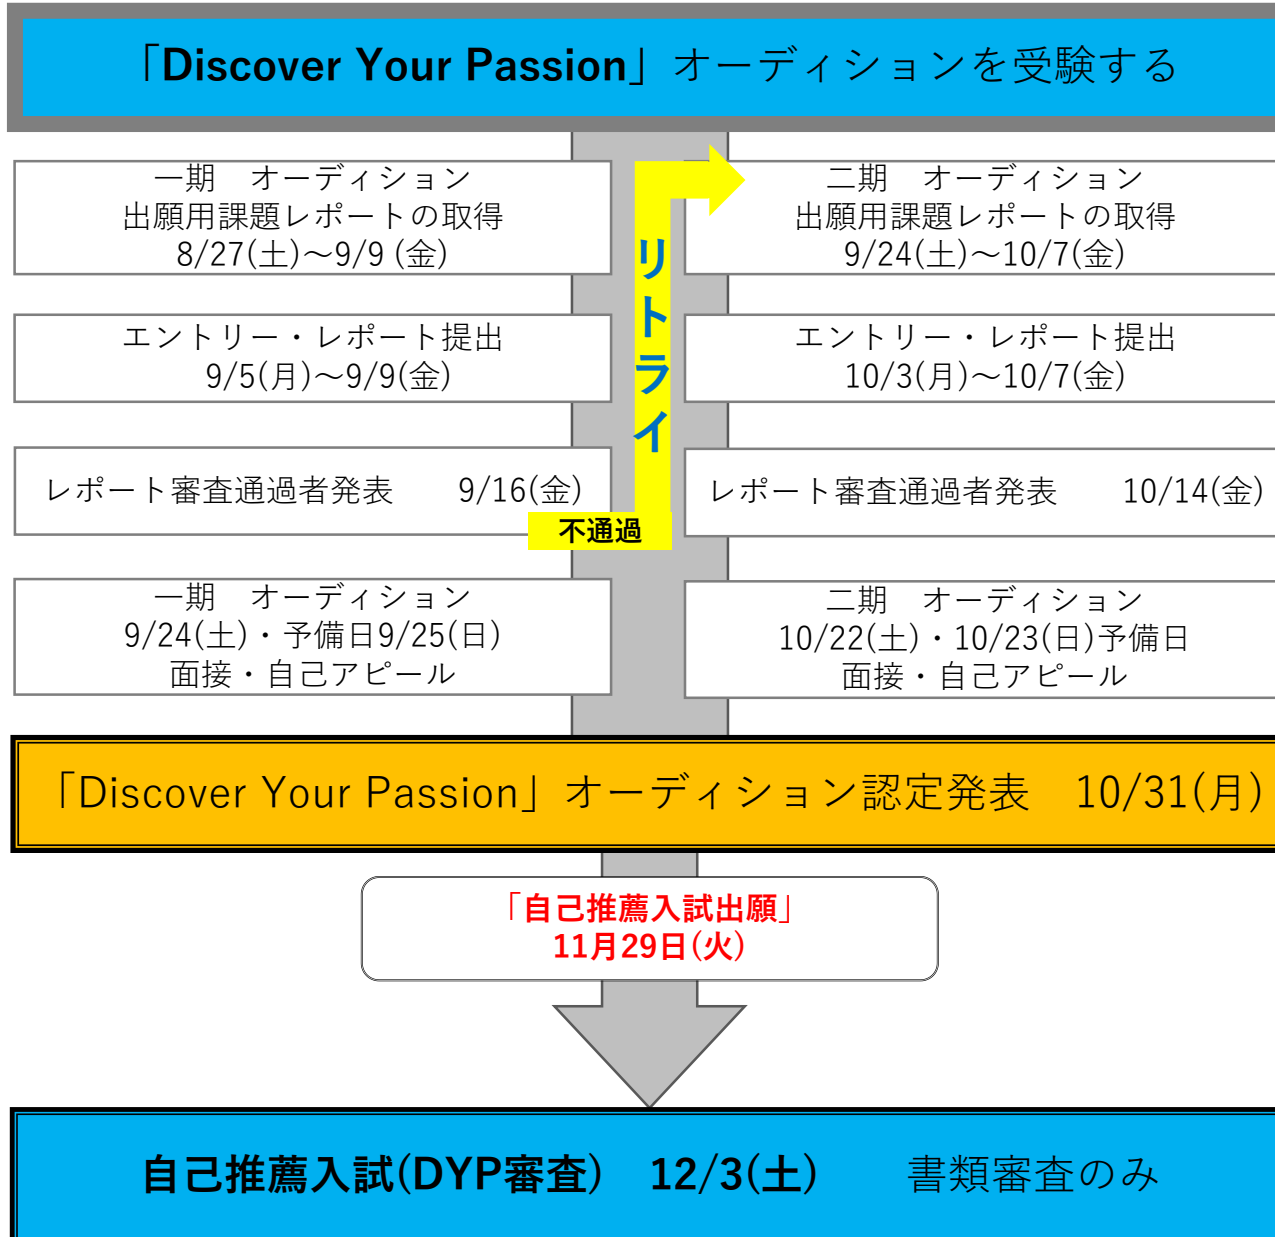 「Discover Your Passion」オーディションを受験する
一期　オーディション
出願用課題レポートの取得
8/27(土)～9/9 (金)
エントリー・レポート提出
9/5(月)～9/9(金)
レポート審査通過者発表　　9/16(金)
不通過
リトライ
一期　オーディション
9/24(土)・予備日9/25(日)
面接・自己アピール
二期　オーディション
出願用課題レポートの取得
9/24(土)～10/7(金)
エントリー・レポート提出
10/3(月)～10/7(金)
レポート審査通過者発表　　10/14(金)
二期　オーディション
10/22(土)・10/23(日)予備日
面接・自己アピール
「Discover Your Passion」オーディション認定発表　10/31(月)
「自己推薦入試出願」
11月29日(火)
自己推薦入試(DYP審査)　12/3(土)　　書類審査のみ